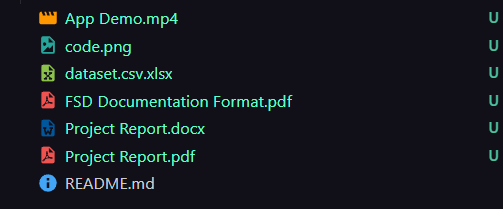 App Demo.mp4 U
code.png U
dataset.csv.xlsx U
FSD Documentation Format.pdf U
Project Report.docx U
Project Report.pdf U
README.md